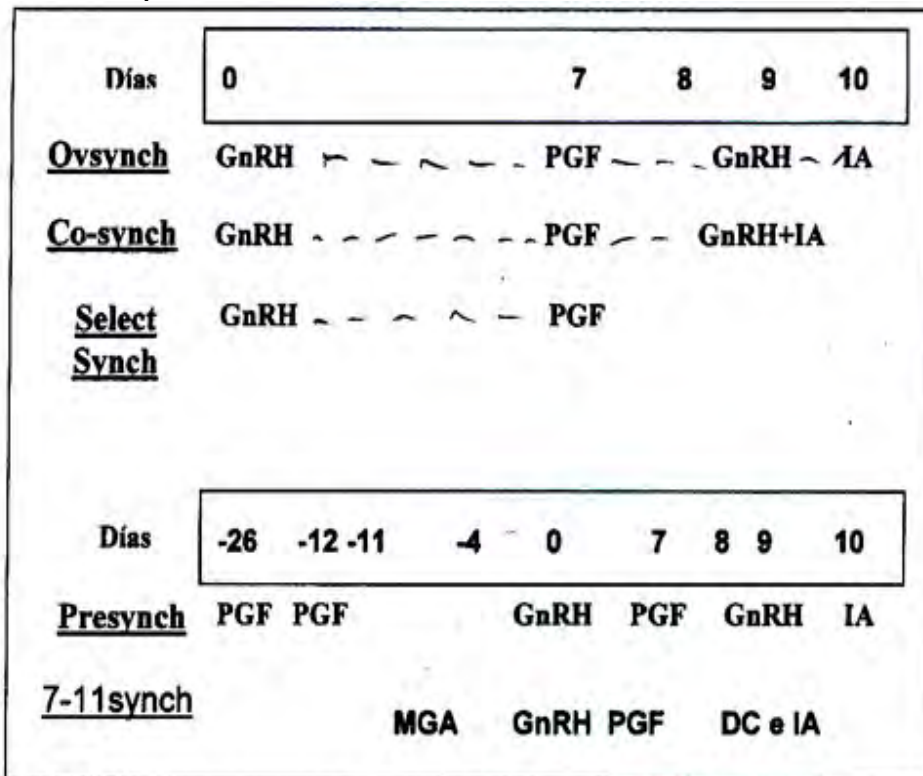 Días 0 7 8 9 10
Ovsynch GnRH - - - - - PGF - - - GnRH - IA
Co-synch GnRH - - - - - - - PGF - - GnRH+IA
Select GnRH - - - - - PGF
Synch
Días -26 -12 -11 -4 0 7 8 9 10
Presynch PGF PGF GnRH PGF GnRH IA
7-11synch
MGA GnRH PGF DC e IA